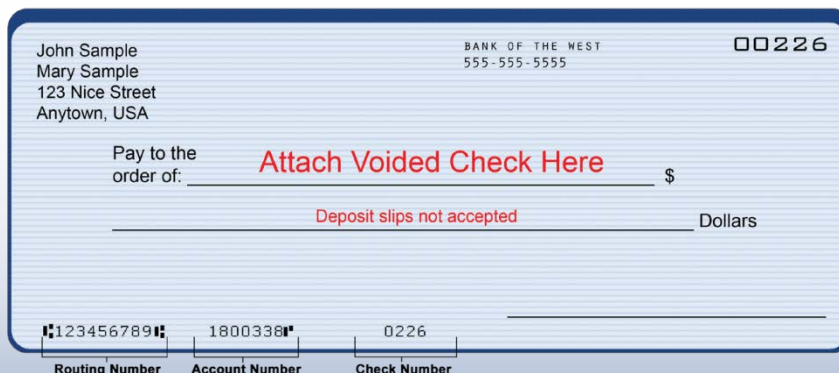 John Sample
Mary Sample
123 Nice Street
Anytown, USA
BANK OF THE WEST
555-555-5555
00226
Pay to the
order of:
Attach Voided Check Here
$
Deposit slips not accepted
Dollars
⑆123456789⑆ 1800338⑈ 0226
Routing Number Account Number Check Number